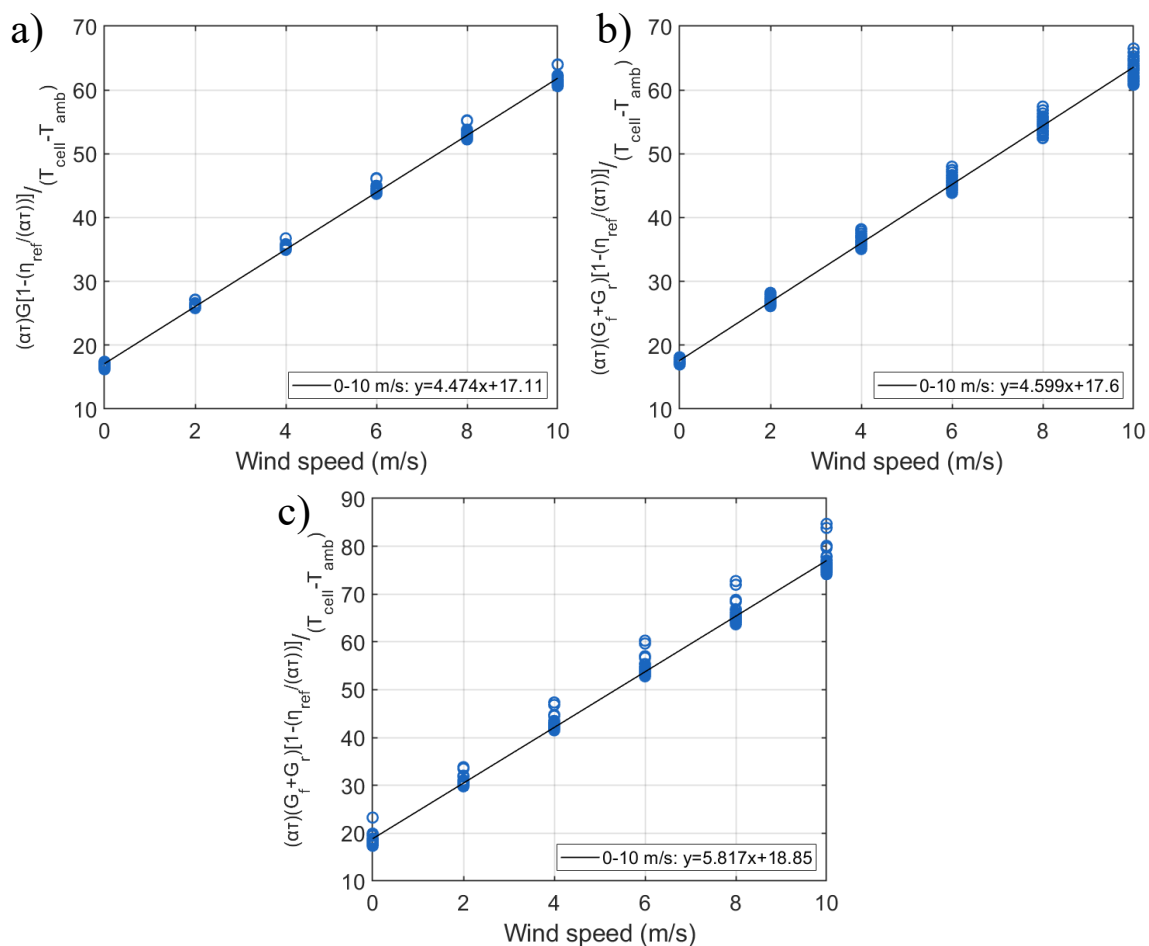 a)
70
60
50
40
30
20
10
0 2 4 6 8 10
Wind speed (m/s)
(ατ)G[1-(η_ref/(ατ))]/(T_cell-T_amb)
0-10 m/s: y=4.474x+17.11
b)
70
60
50
40
30
20
10
0 2 4 6 8 10
Wind speed (m/s)
(ατ)(G_f+G_r)[1-(η_ref/(ατ))]/(T_cell-T_amb)
0-10 m/s: y=4.599x+17.6
c)
90
80
70
60
50
40
30
20
10
0 2 4 6 8 10
Wind speed (m/s)
(ατ)(G_f+G_r)[1-(η_ref/(ατ))]/(T_cell-T_amb)
0-10 m/s: y=5.817x+18.85